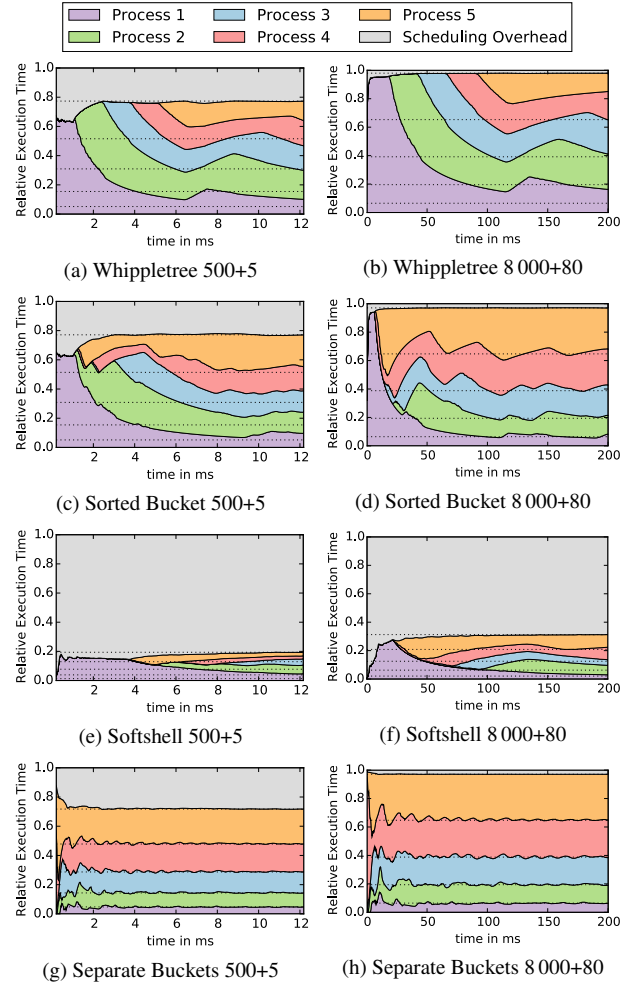 Process 1 Process 3 Process 5
Process 2 Process 4 Scheduling Overhead
Relative Execution Time
1.0
0.8
0.6
0.4
0.2
0.0
2 4 6 8 10 12
time in ms
(a) Whippletree 500+5
Relative Execution Time
1.0
0.8
0.6
0.4
0.2
0.0
0 50 100 150 200
time in ms
(b) Whippletree 8 000+80
Relative Execution Time
1.0
0.8
0.6
0.4
0.2
0.0
2 4 6 8 10 12
time in ms
(c) Sorted Bucket 500+5
Relative Execution Time
1.0
0.8
0.6
0.4
0.2
0.0
0 50 100 150 200
time in ms
(d) Sorted Bucket 8 000+80
Relative Execution Time
1.0
0.8
0.6
0.4
0.2
0.0
2 4 6 8 10 12
time in ms
(e) Softshell 500+5
Relative Execution Time
1.0
0.8
0.6
0.4
0.2
0.0
0 50 100 150 200
time in ms
(f) Softshell 8 000+80
Relative Execution Time
1.0
0.8
0.6
0.4
0.2
0.0
2 4 6 8 10 12
time in ms
(g) Separate Buckets 500+5
Relative Execution Time
1.0
0.8
0.6
0.4
0.2
0.0
0 50 100 150 200
time in ms
(h) Separate Buckets 8 000+80